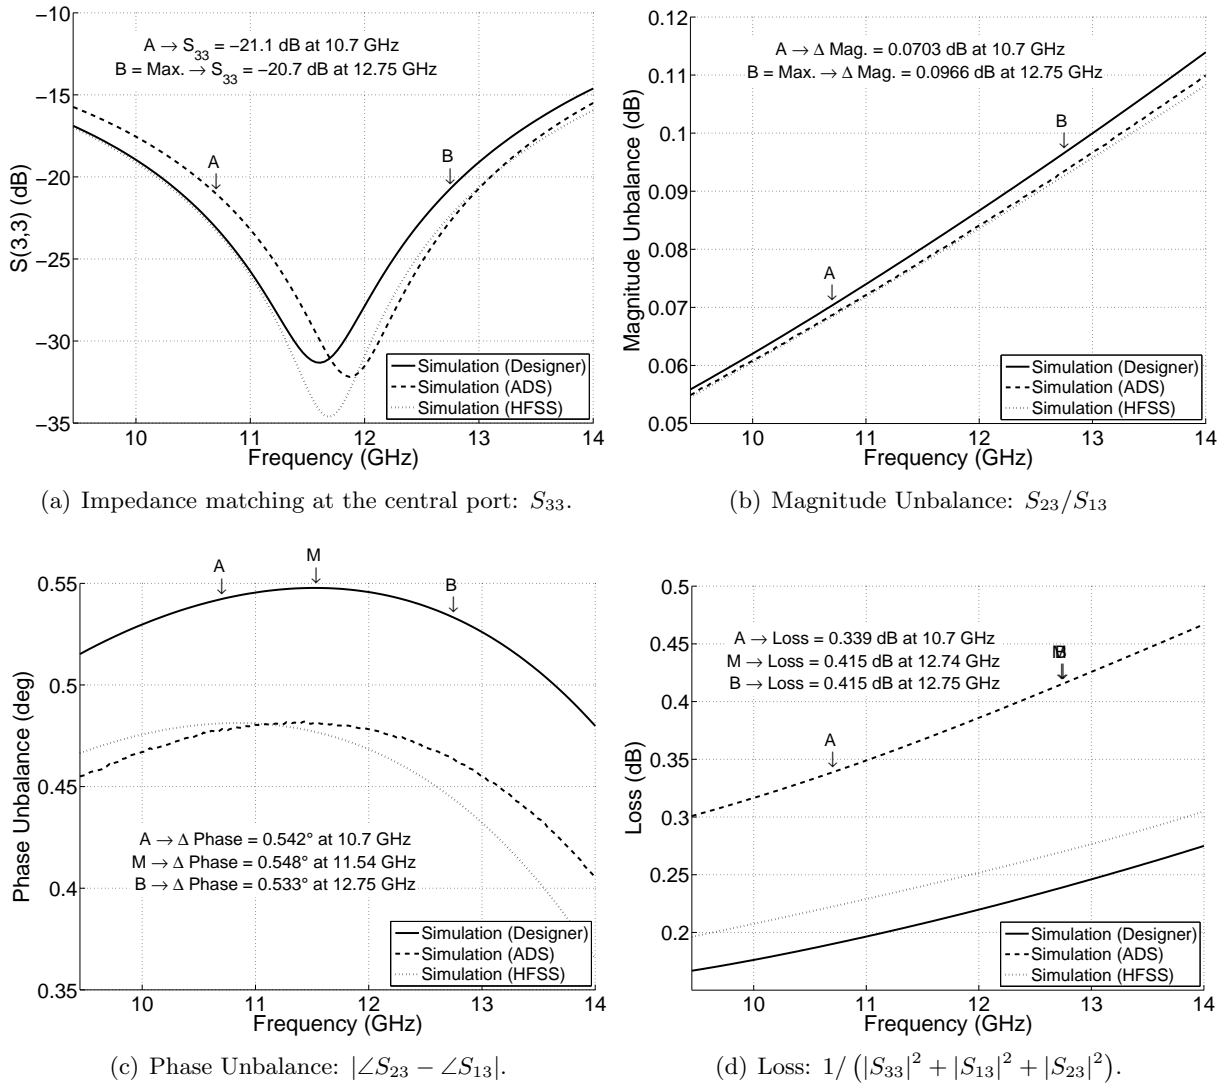 A → S33 = −21.1 dB at 10.7 GHz
B = Max. → S33 = −20.7 dB at 12.75 GHz
A
B
S(3,3) (dB)
−10
−15
−20
−25
−30
−35
10
11
12
13
14
Frequency (GHz)
Simulation (Designer)
Simulation (ADS)
Simulation (HFSS)
(a) Impedance matching at the central port: S33.
A → Δ Mag. = 0.0703 dB at 10.7 GHz
B = Max. → Δ Mag. = 0.0966 dB at 12.75 GHz
A
B
Magnitude Unbalance (dB)
0.12
0.11
0.1
0.09
0.08
0.07
0.06
0.05
10
11
12
13
14
Frequency (GHz)
Simulation (Designer)
Simulation (ADS)
Simulation (HFSS)
(b) Magnitude Unbalance: S23/S13
A
M
B
Phase Unbalance (deg)
0.55
0.5
0.45
0.4
0.35
A → Δ Phase = 0.542° at 10.7 GHz
M → Δ Phase = 0.548° at 11.54 GHz
B → Δ Phase = 0.533° at 12.75 GHz
Simulation (Designer)
Simulation (ADS)
Simulation (HFSS)
10
11
12
13
14
Frequency (GHz)
(c) Phase Unbalance: |∠S23 − ∠S13|.
A → Loss = 0.339 dB at 10.7 GHz
M → Loss = 0.415 dB at 12.74 GHz
B → Loss = 0.415 dB at 12.75 GHz
A
M
B
Loss (dB)
0.5
0.45
0.4
0.35
0.3
0.25
0.2
Simulation (Designer)
Simulation (ADS)
Simulation (HFSS)
10
11
12
13
14
Frequency (GHz)
(d) Loss: 1/ (|S33|² + |S13|² + |S23|²).